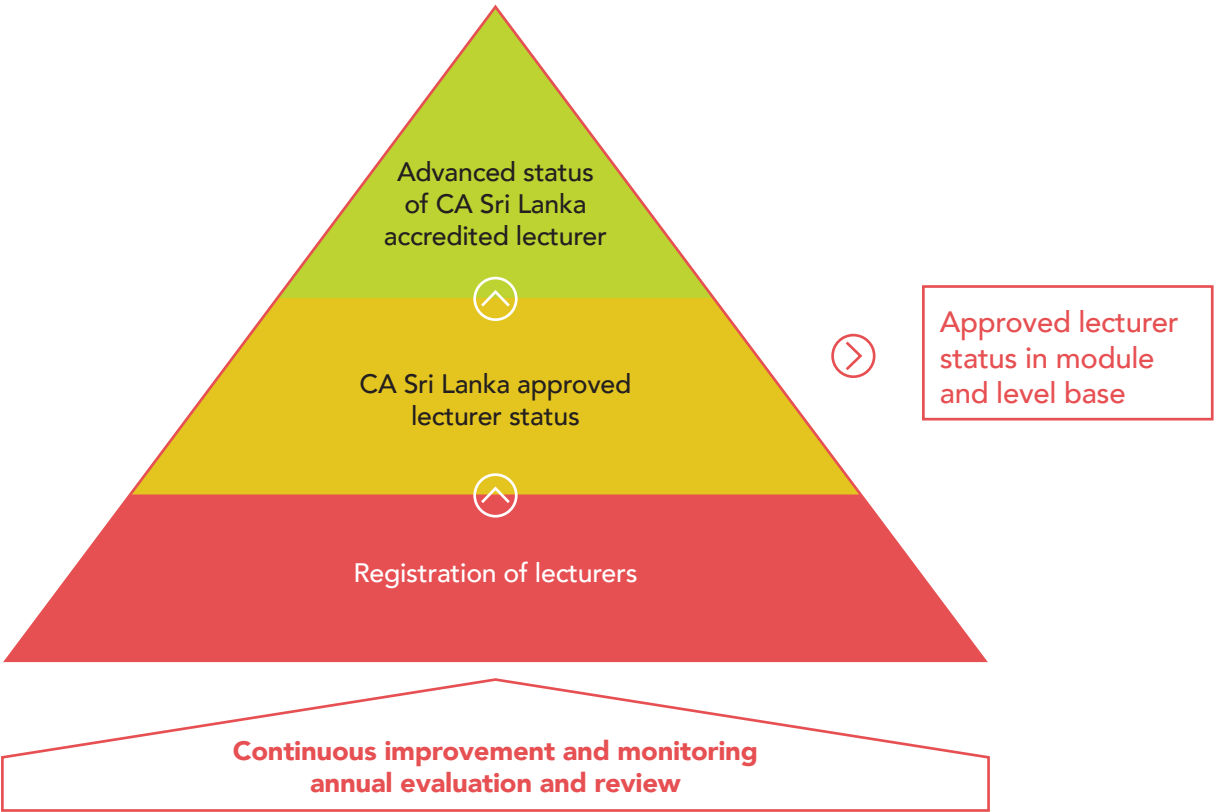 Advanced status
of CA Sri Lanka
accredited lecturer
CA Sri Lanka approved
lecturer status
Approved lecturer
status in module
and level base
Registration of lecturers
Continuous improvement and monitoring
annual evaluation and review